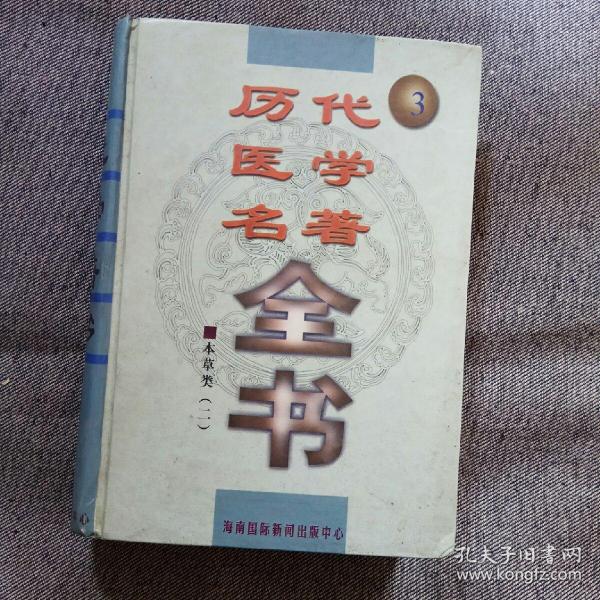 历代
医学
名著
全书
3
■本草类(二)
海南国际新闻出版中心
心
孔夫子旧书网
www.kongfz.com